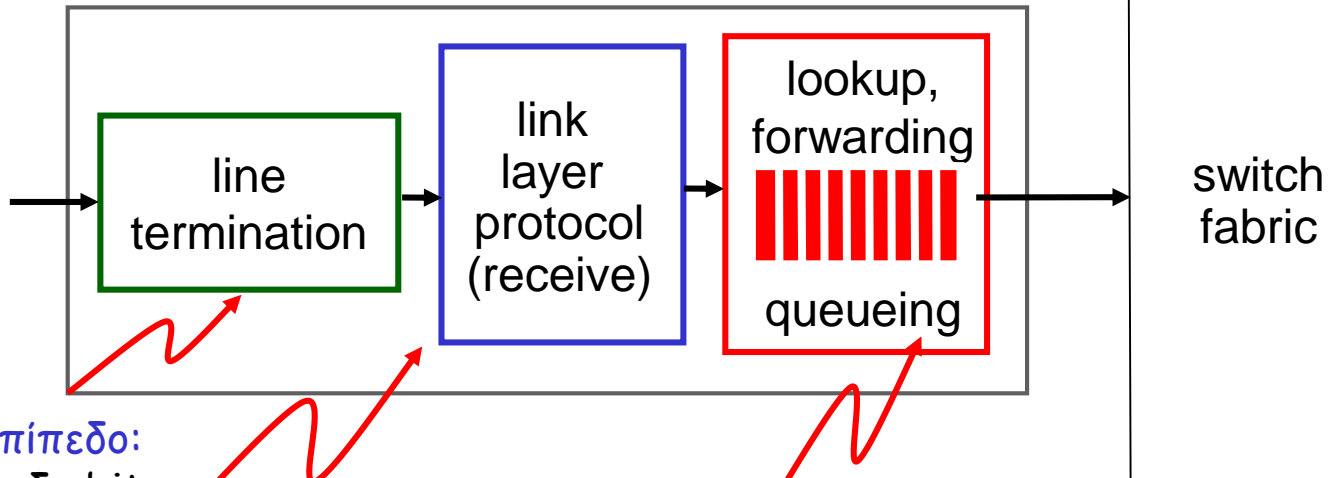 line
termination
link
layer
protocol
(receive)
lookup,
forwarding
queueing
switch
fabric
πίπεδο: